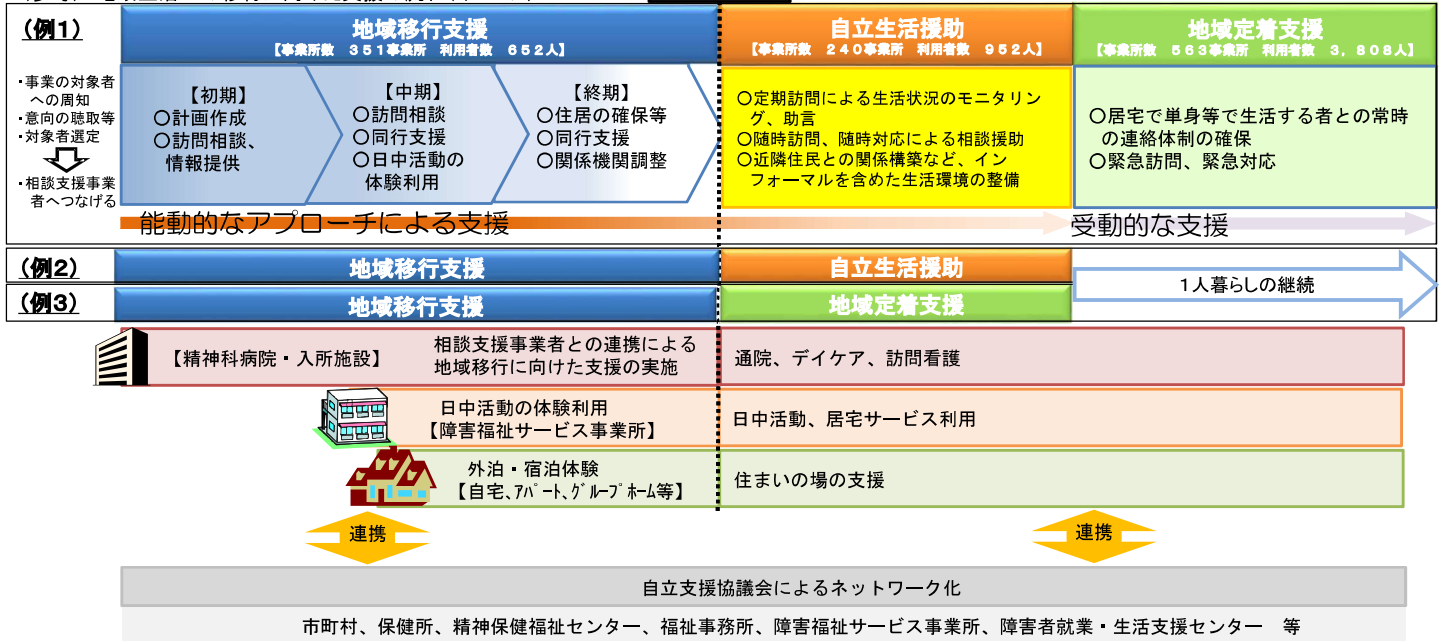 (例1)
地域移行支援
【事業所数 351事業所 利用者数 652人】
自立生活援助
【事業所数 240事業所 利用者数 952人】
地域定着支援
【事業所数 563事業所 利用者数 3,808人】
・事業の対象者
への周知
・意向の聴取等
・対象者選定
・相談支援事業
者へつなげる
【初期】
〇計画作成
〇訪問相談、
情報提供
【中期】
〇訪問相談
〇同行支援
〇日中活動の
体験利用
【終期】
〇住居の確保等
〇同行支援
〇関係機関調整
〇定期訪問による生活状況のモニタリン
グ、助言
〇随時訪問、随時対応による相談援助
〇近隣住民との関係構築など、イン
フォーマルを含めた生活環境の整備
〇居宅で単身等で生活する者との常時
の連絡体制の確保
〇緊急訪問、緊急対応
能動的なアプローチによる支援
受動的な支援
(例2)
地域移行支援
自立生活援助
1人暮らしの継続
(例3)
地域移行支援
地域定着支援
【精神科病院・入所施設】
相談支援事業者との連携による
地域移行に向けた支援の実施
通院、デイケア、訪問看護
日中活動の体験利用
【障害福祉サービス事業所】
日中活動、居宅サービス利用
外泊・宿泊体験
【自宅、アパート、グループホーム等】
住まいの場の支援
連携
連携
自立支援協議会によるネットワーク化
市町村、保健所、精神保健福祉センター、福祉事務所、障害福祉サービス事業所、障害者就業・生活支援センター 等